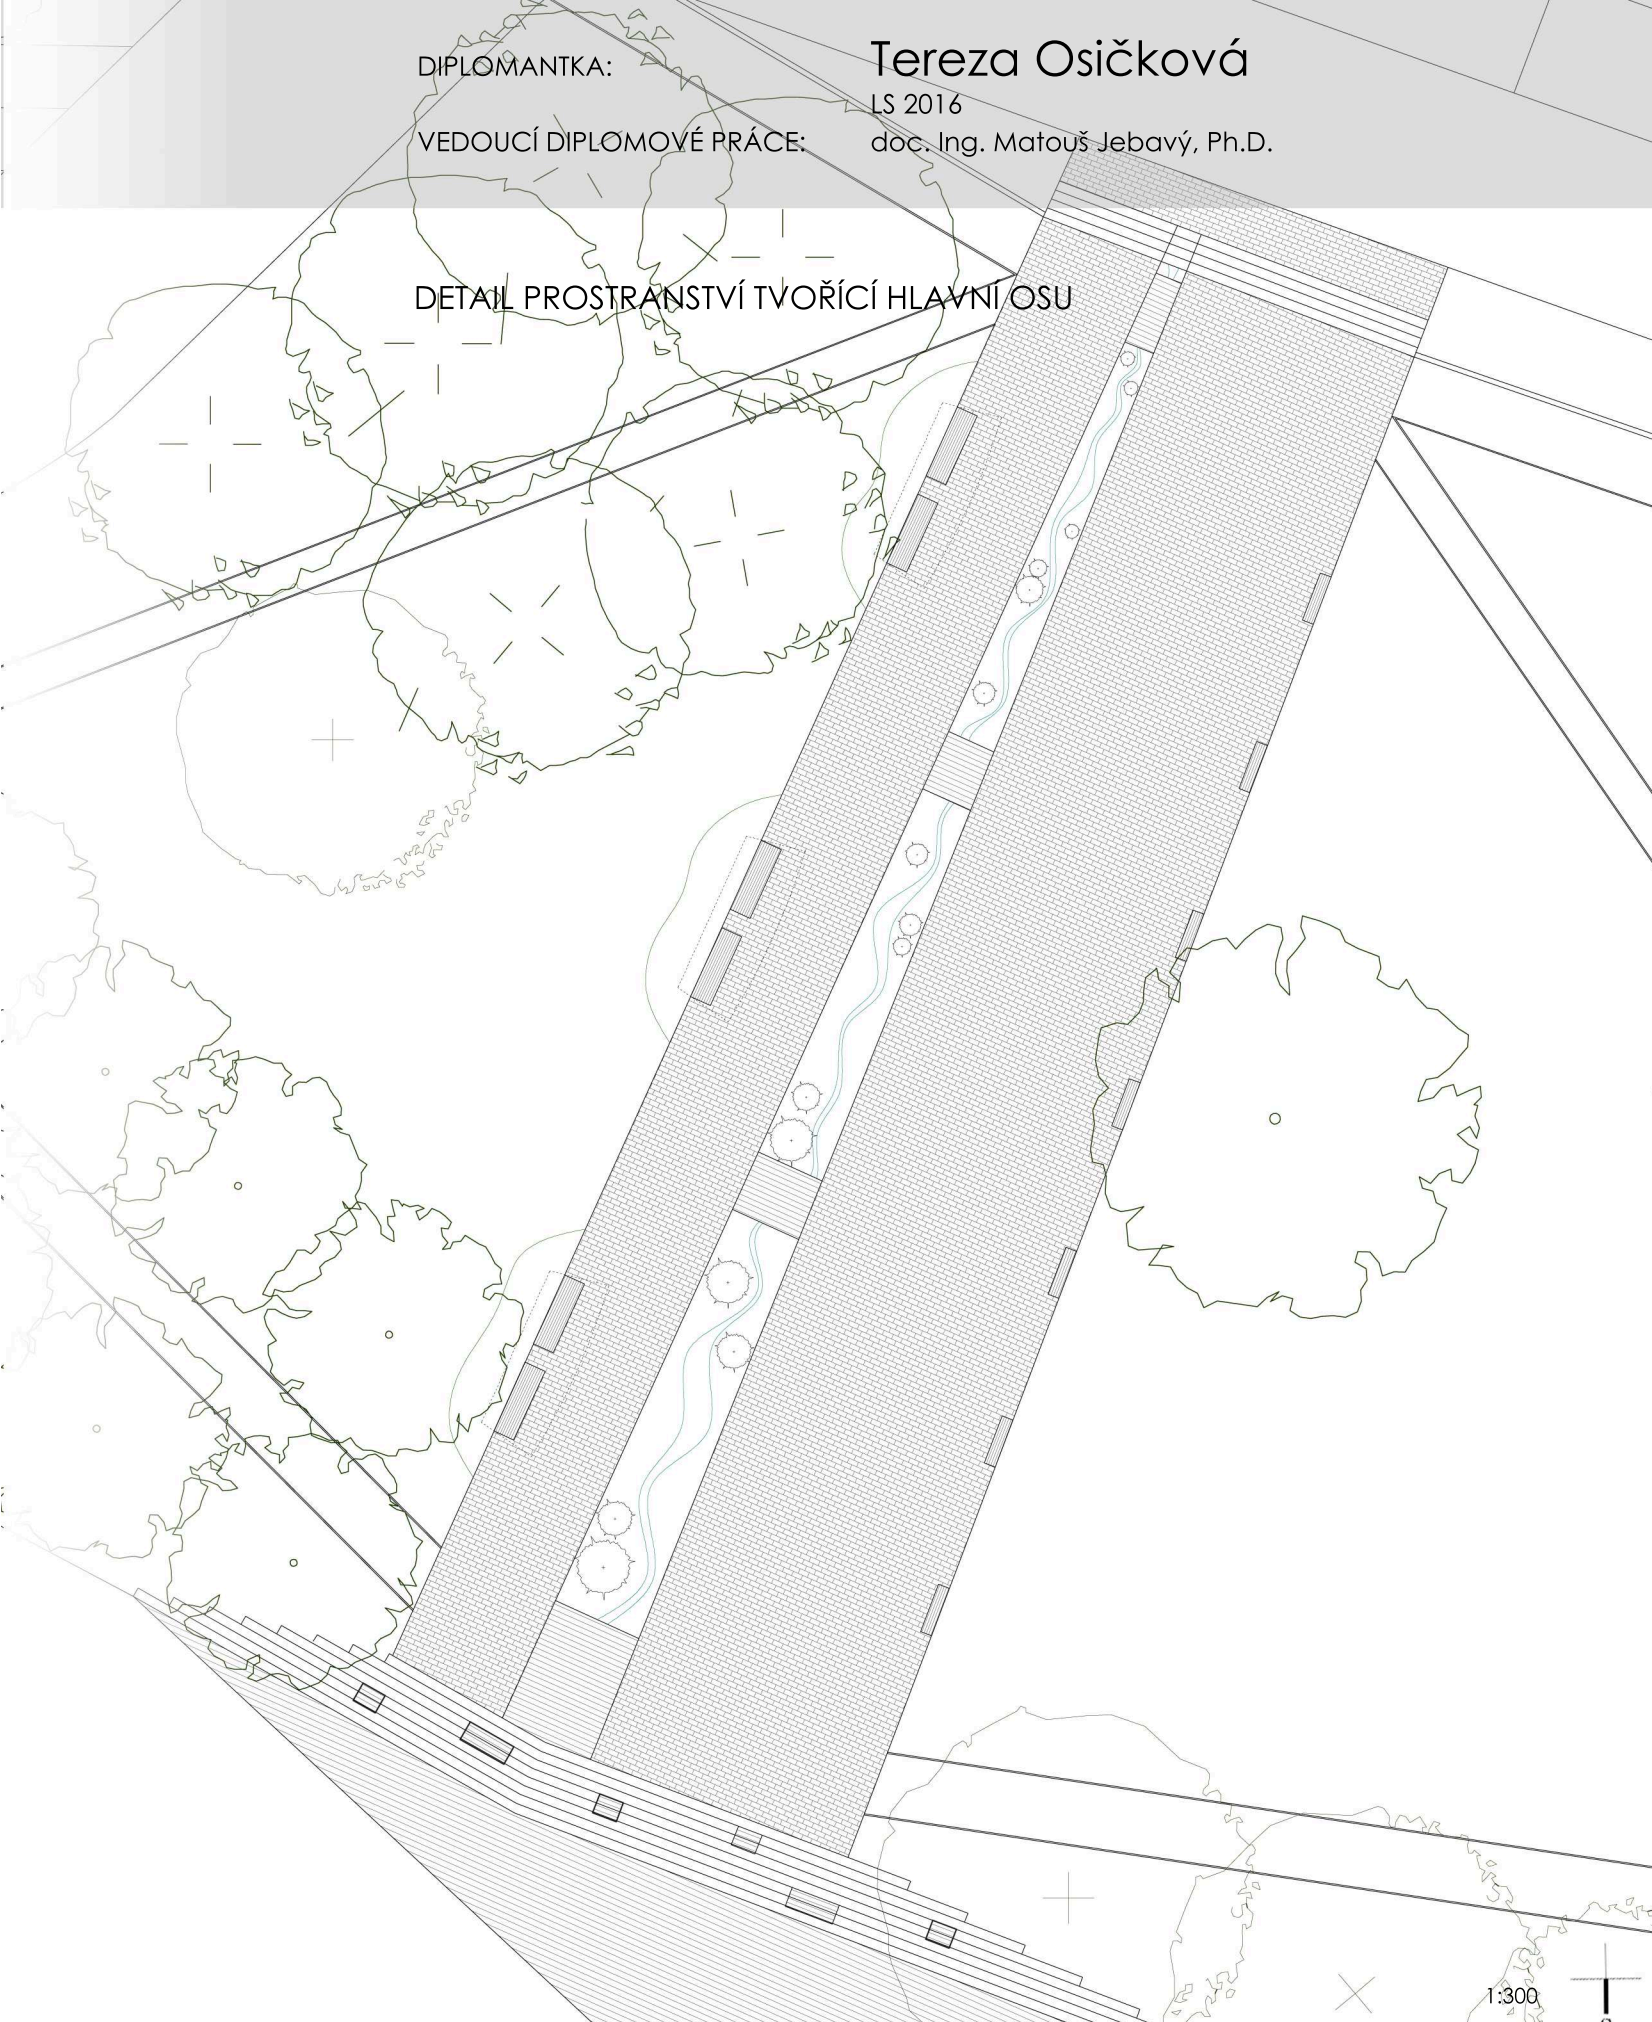 DIPLOMANTKA: Tereza Osičková
LS 2016
VEDOUCÍ DIPLOMOVÉ PRÁCE: doc. Ing. Matouš Jebavý, Ph.D.
DETAIL PROSTRANSTVÍ TVOŘÍCÍ HLAVNÍ OSU
1:300